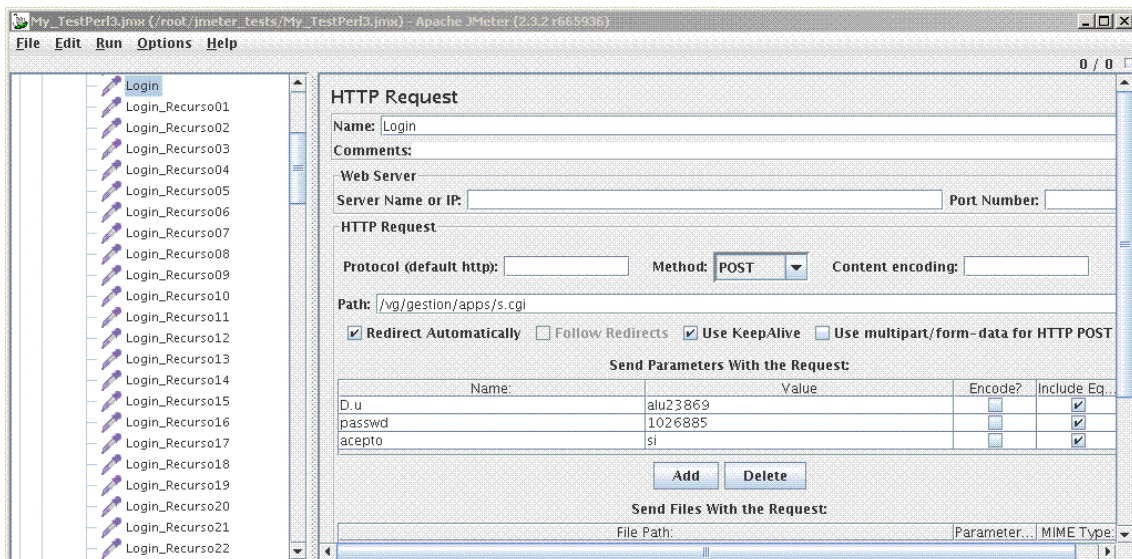 My_TestPerl3.jmx (/root/jmeter_tests/My_TestPerl3.jmx) - Apache JMeter (2.3.2 r665936)
File Edit Run Options Help
0 / 0
Login
Login_Recurso01
Login_Recurso02
Login_Recurso03
Login_Recurso04
Login_Recurso05
Login_Recurso06
Login_Recurso07
Login_Recurso08
Login_Recurso09
Login_Recurso10
Login_Recurso11
Login_Recurso12
Login_Recurso13
Login_Recurso14
Login_Recurso15
Login_Recurso16
Login_Recurso17
Login_Recurso18
Login_Recurso19
Login_Recurso20
Login_Recurso21
Login_Recurso22
HTTP Request
Name: Login
Comments:
Web Server
Server Name or IP: Port Number:
HTTP Request
Protocol (default http): Method: POST Content encoding:
Path: /vg/gestion/apps/s.cgi
Redirect Automatically Follow Redirects Use KeepAlive Use multipart/form-data for HTTP POST
Send Parameters With the Request:
Name: Value Encode? Include Eq...
D.u alu23869
passwd 1026885
acepto si
Add Delete
Send Files With the Request:
File Path: Parameter... MIME Type: